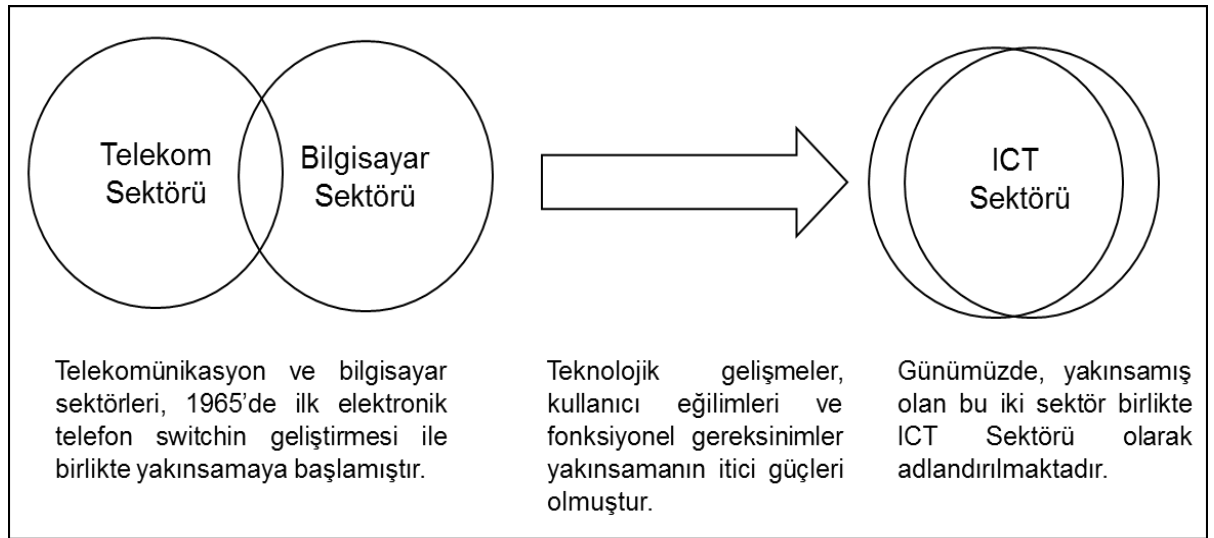 Telekom
Sektörü
Bilgisayar
Sektörü
ICT
Sektörü
Telekomünikasyon ve bilgisayar
sektörleri, 1965’de ilk elektronik
telefon switchin geliştirmesi ile
birlikte yakınsamaya başlamıştır.
Teknolojik gelişmeler,
kullanıcı eğilimleri ve
fonksiyonel gereksinimler
yakınsamanın itici güçleri
olmuştur.
Günümüzde, yakınsamış
olan bu iki sektör birlikte
ICT Sektörü olarak
adlandırılmaktadır.